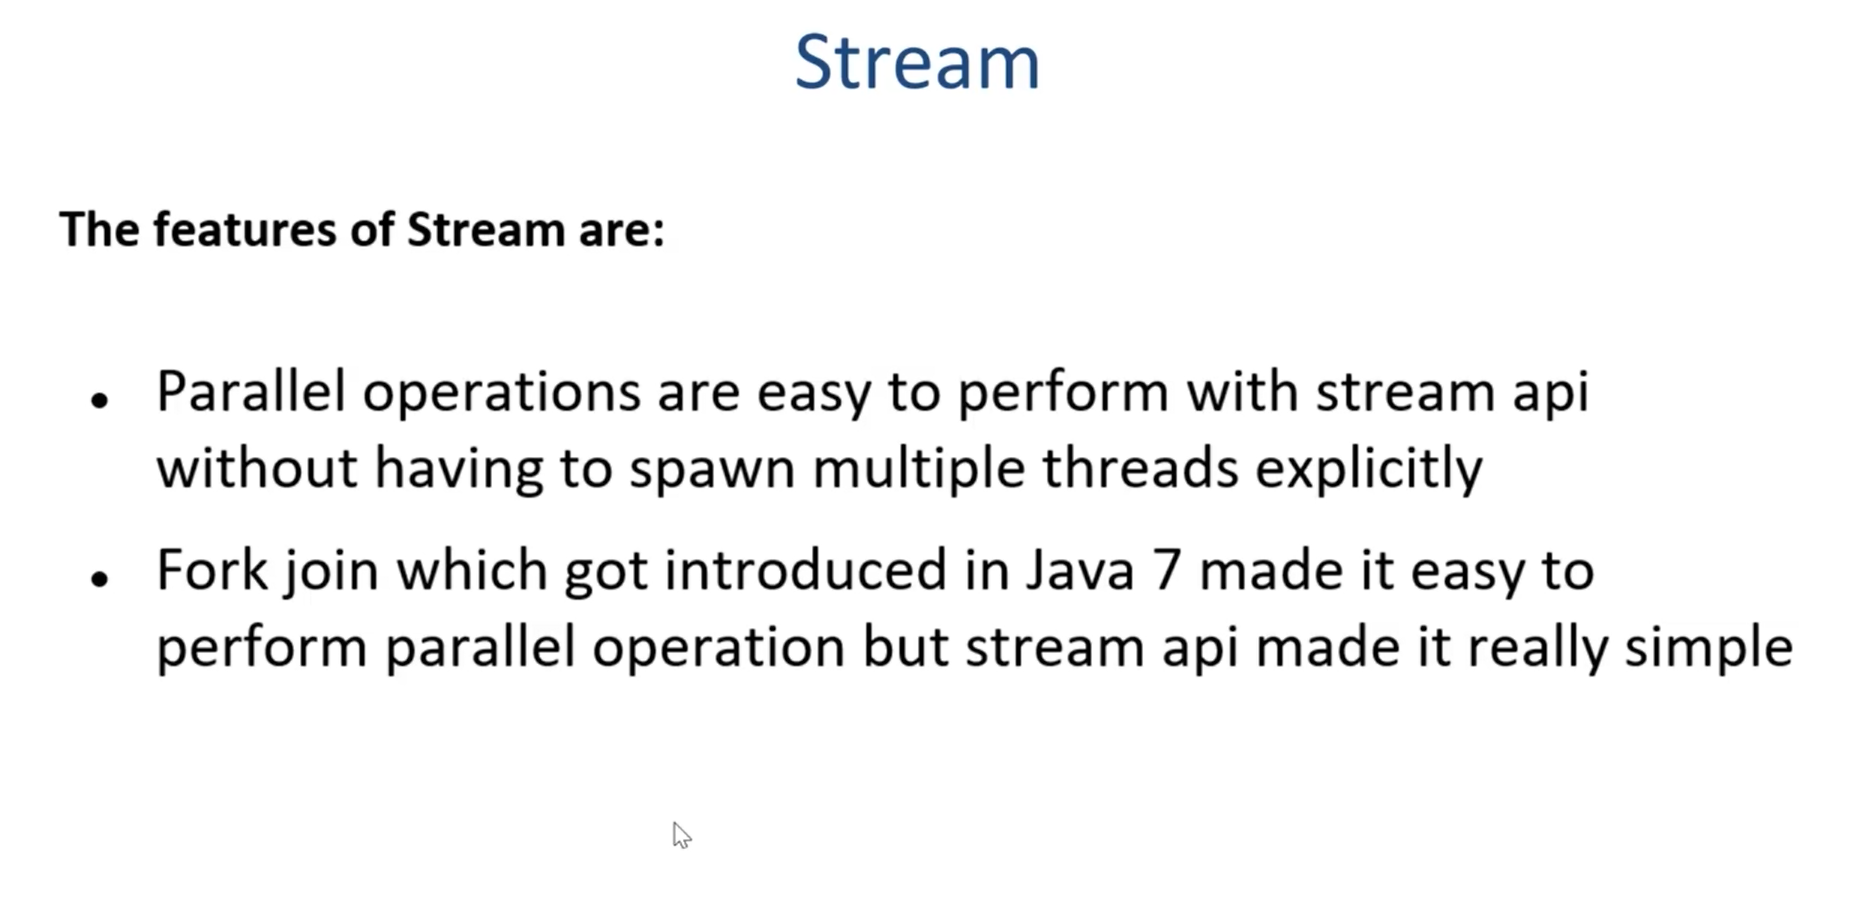 Stream
The features of Stream are:
• Parallel operations are easy to perform with stream api
without having to spawn multiple threads explicitly
• Fork join which got introduced in Java 7 made it easy to
perform parallel operation but stream api made it really simple